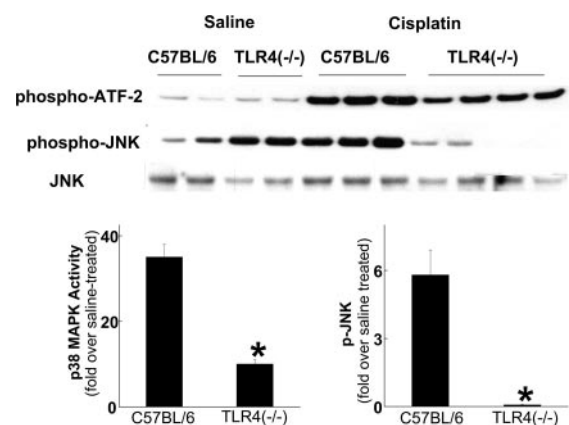 Saline Cisplatin
C57BL/6 TLR4(-/-) C57BL/6 TLR4(-/-)
phospho-ATF-2
phospho-JNK
JNK
p38 MAPK Activity
(fold over saline-treated)
40
20
0
*
C57BL/6 TLR4(-/-)
p-JNK
(fold over saline treated)
6
3
0
*
C57BL/6 TLR4(-/-)